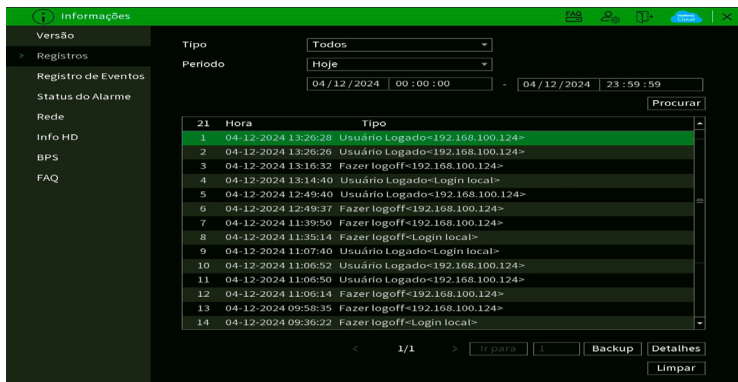 Informações
FAQ
Cloud
Versão
> Registros
Registro de Eventos
Status do Alarme
Rede
Info HD
BPS
FAQ
Tipo Todos
Período Hoje
04/12/2024 00:00:00 - 04/12/2024 23:59:59
Procurar
21 Hora Tipo
1 04-12-2024 13:26:28 Usuário Logado<192.168.100.124>
2 04-12-2024 13:26:26 Usuário Logado<192.168.100.124>
3 04-12-2024 13:16:32 Fazer logoff<192.168.100.124>
4 04-12-2024 13:14:40 Usuário Logado<Login local>
5 04-12-2024 12:49:40 Usuário Logado<192.168.100.124>
6 04-12-2024 12:49:37 Fazer logoff<192.168.100.124>
7 04-12-2024 11:39:50 Fazer logoff<192.168.100.124>
8 04-12-2024 11:35:14 Fazer logoff<Login local>
9 04-12-2024 11:07:40 Usuário Logado<Login local>
10 04-12-2024 11:06:52 Usuário Logado<192.168.100.124>
11 04-12-2024 11:06:50 Usuário Logado<192.168.100.124>
12 04-12-2024 11:06:14 Fazer logoff<192.168.100.124>
13 04-12-2024 09:58:35 Fazer logoff<192.168.100.124>
14 04-12-2024 09:36:22 Fazer logoff<Login local>
< 1/1 > Ir para 1 Backup Detalhes
Limpar